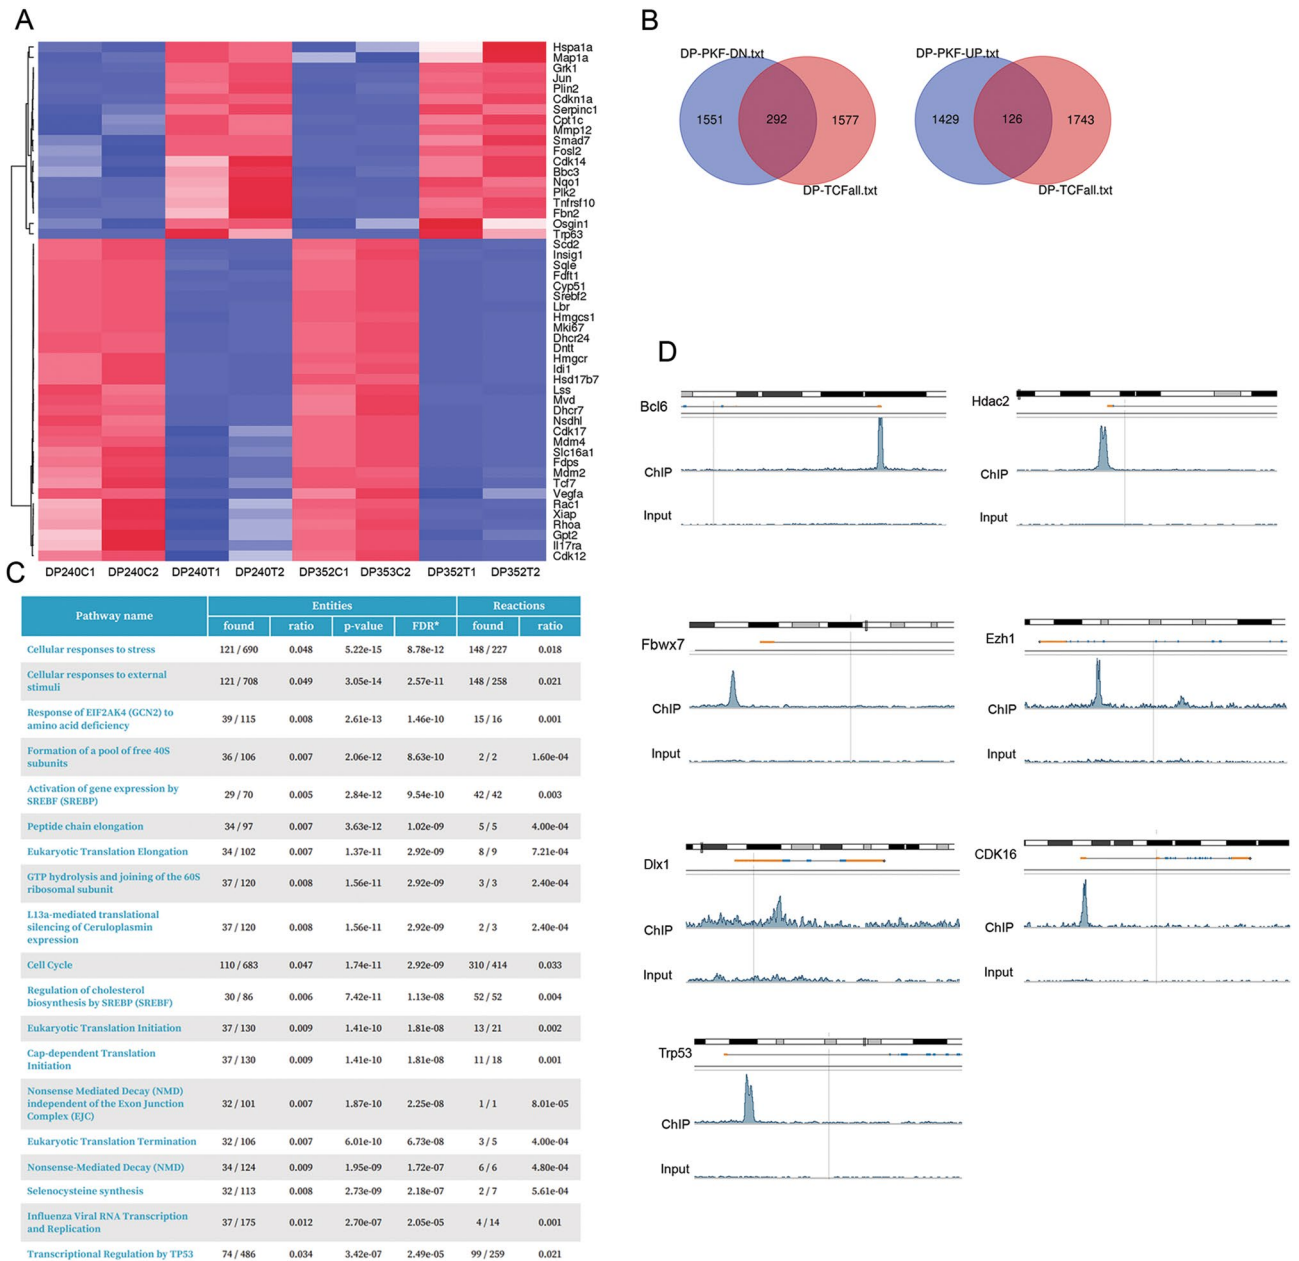 A
Hspa1a
Map1a
Grk1
Jun
Plin2
Cdkn1a
Serpinc1
Cpt1c
Mmp12
Smad7
Fosl2
Cdk14
Bbc3
Nqo1
Plk2
Tnfrsf10
Fbn2
Osgin1
Trp63
Scd2
Insig1
Sqle
Fdft1
Cyp51
Srebf2
Lbr
Hmgcs1
Mki67
Dhcr24
Dntt
Hmgcr
Idi1
Hsd17b7
Lss
Mvd
Dhcr7
Nsdhl
Cdk17
Mdm4
Slc16a1
Fdps
Mdm2
Tcf7
Vegfa
Rac1
Xiap
Rhoa
Gpt2
Il17ra
Cdk12
DP240C1 DP240C2 DP240T1 DP240T2 DP352C1 DP353C2 DP352T1 DP352T2
B
DP-PKF-DN.txt
1551 292 1577
DP-TCFall.txt
DP-PKF-UP.txt
1429 126 1743
DP-TCFall.txt
C
Pathway name Entities Reactions
found ratio p-value FDR* found ratio
Cellular responses to stress 121 / 690 0.048 5.22e-15 8.78e-12 148 / 227 0.018
Cellular responses to external
stimuli 121 / 708 0.049 3.05e-14 2.57e-11 148 / 258 0.021
Response of EIF2AK4 (GCN2) to
amino acid deficiency 39 / 115 0.008 2.61e-13 1.46e-10 15 / 16 0.001
Formation of a pool of free 40S
subunits 36 / 106 0.007 2.06e-12 8.63e-10 2 / 2 1.60e-04
Activation of gene expression by
SREBF (SREBP) 29 / 70 0.005 2.84e-12 9.54e-10 42 / 42 0.003
Peptide chain elongation 34 / 97 0.007 3.63e-12 1.02e-09 5 / 5 4.00e-04
Eukaryotic Translation Elongation 34 / 102 0.007 1.37e-11 2.92e-09 8 / 9 7.21e-04
GTP hydrolysis and joining of the 60S
ribosomal subunit 37 / 120 0.008 1.56e-11 2.92e-09 3 / 3 2.40e-04
L13a-mediated translational
silencing of Ceruloplasmin
expression 37 / 120 0.008 1.56e-11 2.92e-09 2 / 3 2.40e-04
Cell Cycle 110 / 683 0.047 1.74e-11 2.92e-09 310 / 414 0.033
Regulation of cholesterol
biosynthesis by SREBP (SREBF) 30 / 86 0.006 7.42e-11 1.13e-08 52 / 52 0.004
Eukaryotic Translation Initiation 37 / 130 0.009 1.41e-10 1.81e-08 13 / 21 0.002
Cap-dependent Translation
Initiation 37 / 130 0.009 1.41e-10 1.81e-08 11 / 18 0.001
Nonsense Mediated Decay (NMD)
independent of the Exon Junction
Complex (EJC) 32 / 101 0.007 1.87e-10 2.25e-08 1 / 1 8.01e-05
Eukaryotic Translation Termination 32 / 106 0.007 6.01e-10 6.73e-08 3 / 5 4.00e-04
Nonsense-Mediated Decay (NMD) 34 / 124 0.009 1.95e-09 1.72e-07 6 / 6 4.80e-04
Selenocysteine synthesis 32 / 113 0.008 2.73e-09 2.18e-07 2 / 7 5.61e-04
Influenza Viral RNA Transcription
and Replication 37 / 175 0.012 2.70e-07 2.05e-05 4 / 14 0.001
Transcriptional Regulation by TP53 74 / 486 0.034 3.42e-07 2.49e-05 99 / 259 0.021
D
Bcl6
ChIP
Input
Hdac2
ChIP
Input
Fbwx7
ChIP
Input
Ezh1
ChIP
Input
Dlx1
ChIP
Input
CDK16
ChIP
Input
Trp53
ChIP
Input